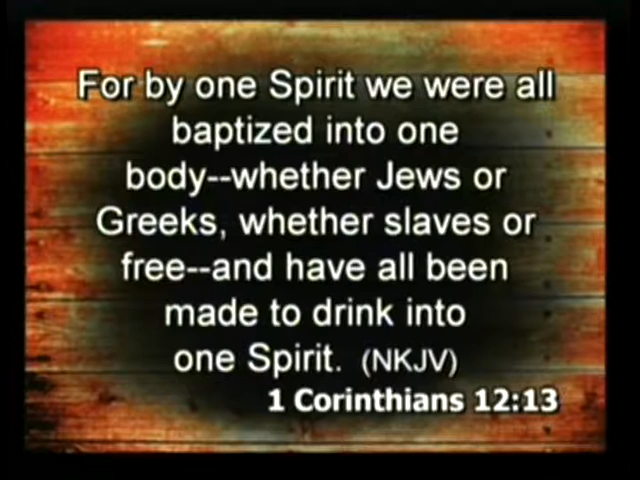 For by one Spirit we were all
baptized into one
body--whether Jews or
Greeks, whether slaves or
free--and have all been
made to drink into
one Spirit. (NKJV)
1 Corinthians 12:13